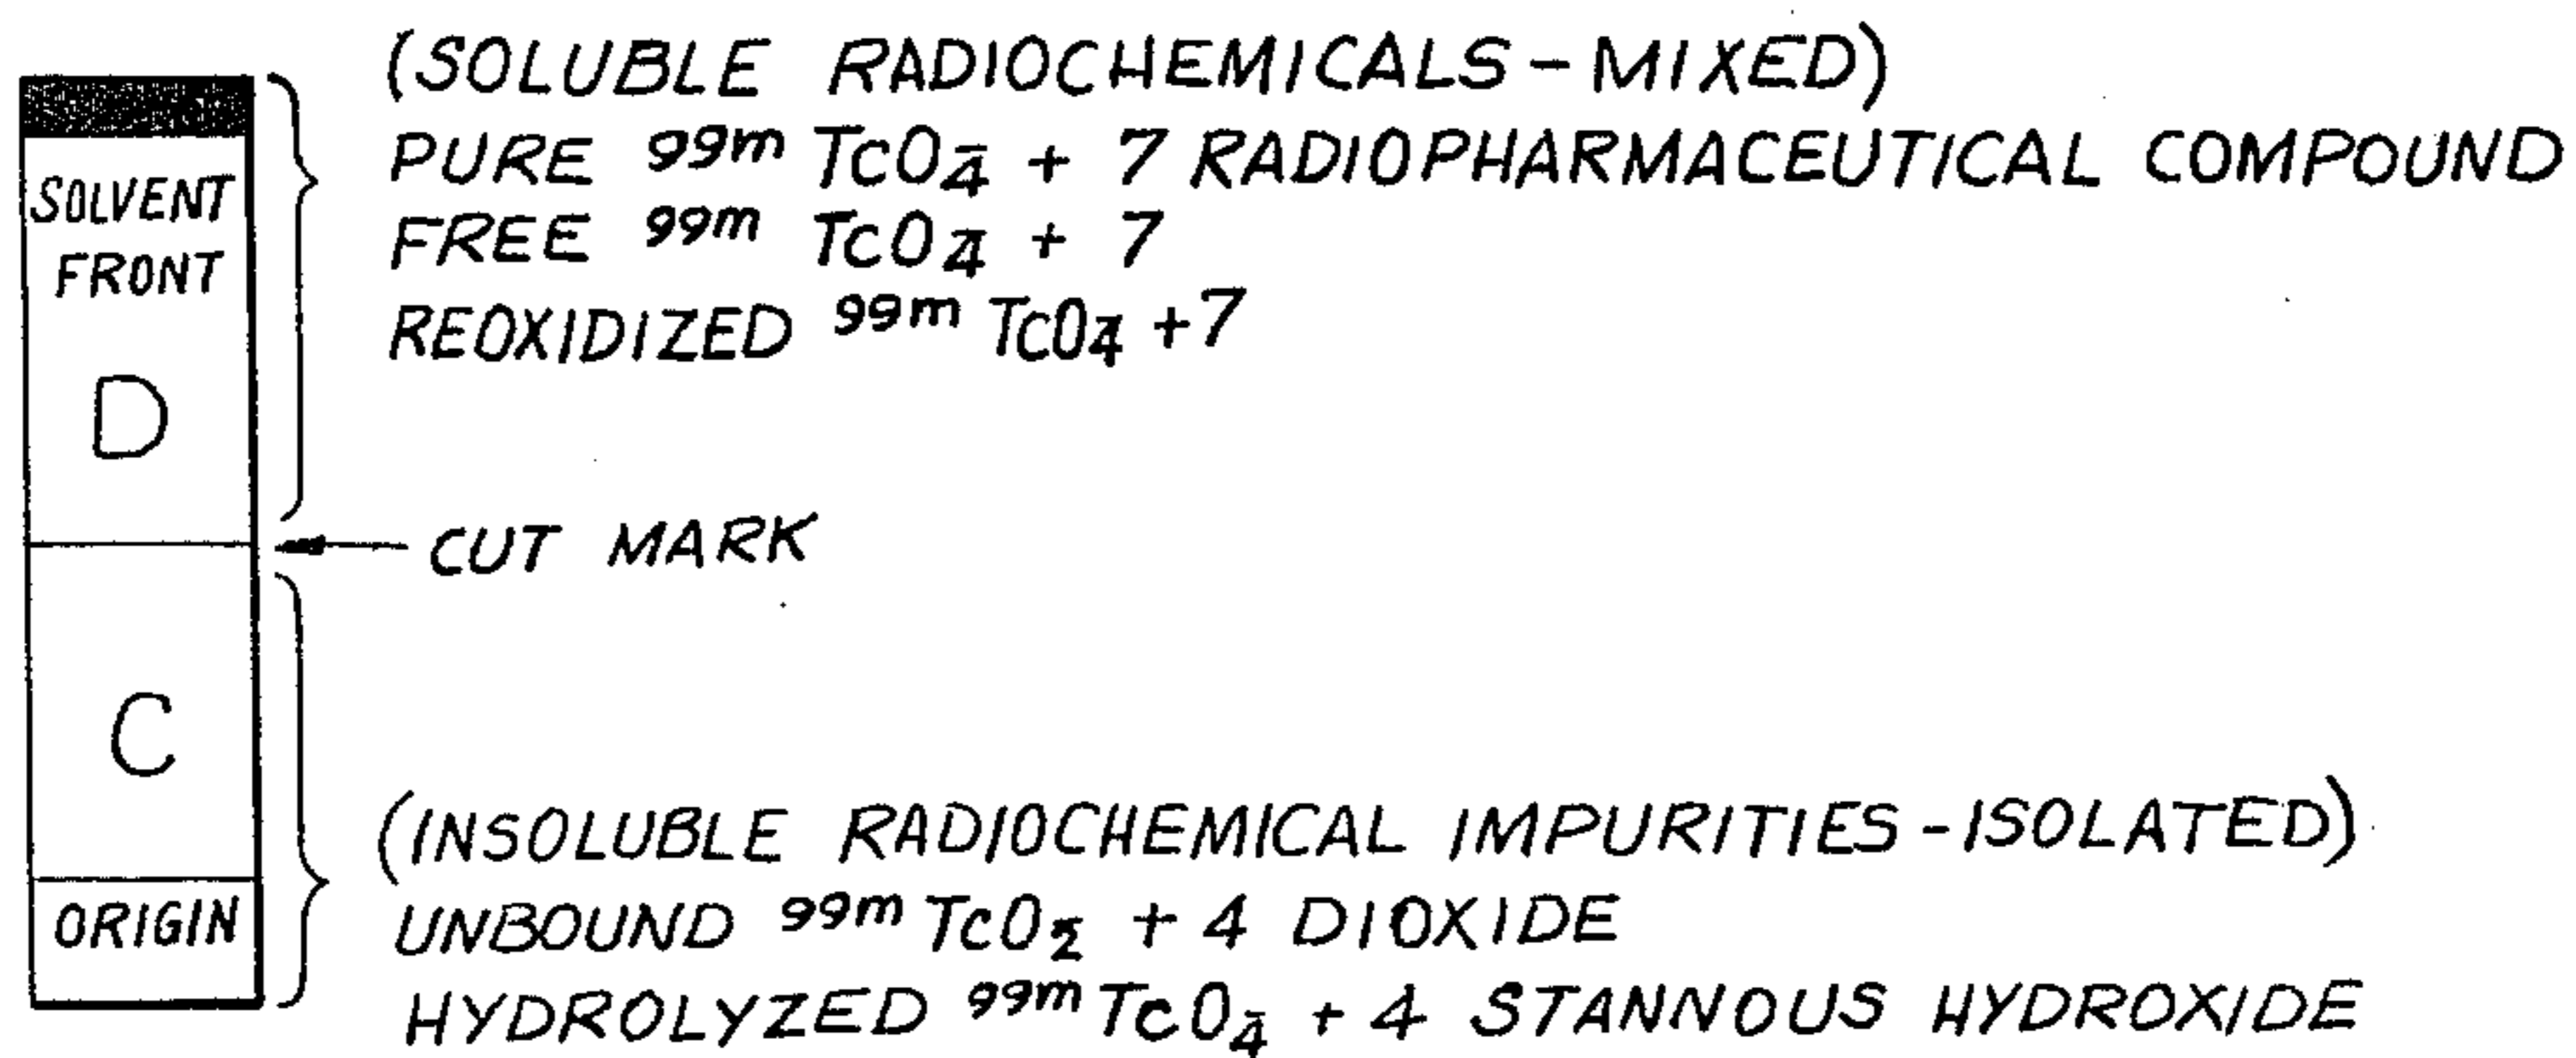 (SOLUBLE RADIOCHEMICALS - MIXED)
PURE 99m TcO4̄ + 7 RADIOPHARMACEUTICAL COMPOUND
FREE 99m TcO4̄ + 7
REOXIDIZED 99m TcO4̄ +7
SOLVENT
FRONT
D
CUT MARK
C
(INSOLUBLE RADIOCHEMICAL IMPURITIES - ISOLATED)
UNBOUND 99m TcO2̄ + 4 DIOXIDE
HYDROLYZED 99m TcO4̄ + 4 STANNOUS HYDROXIDE
ORIGIN